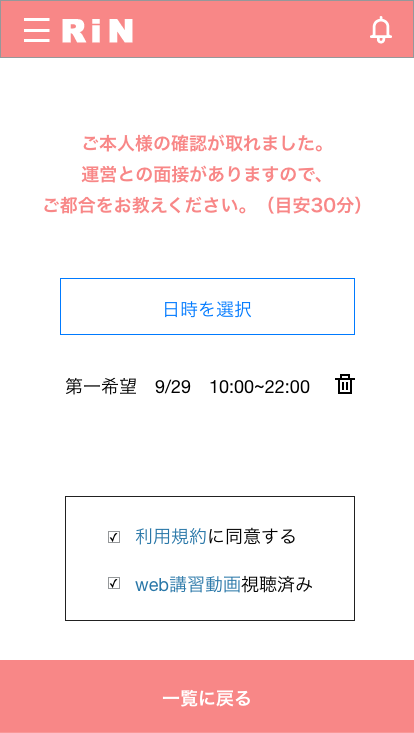 RiN
ご本人様の確認が取れました。
運営との面接がありますので、
ご都合をお教えください。（目安30分）
日時を選択
第一希望　9/29　10:00~22:00
利用規約に同意する
web講習動画視聴済み
一覧に戻る